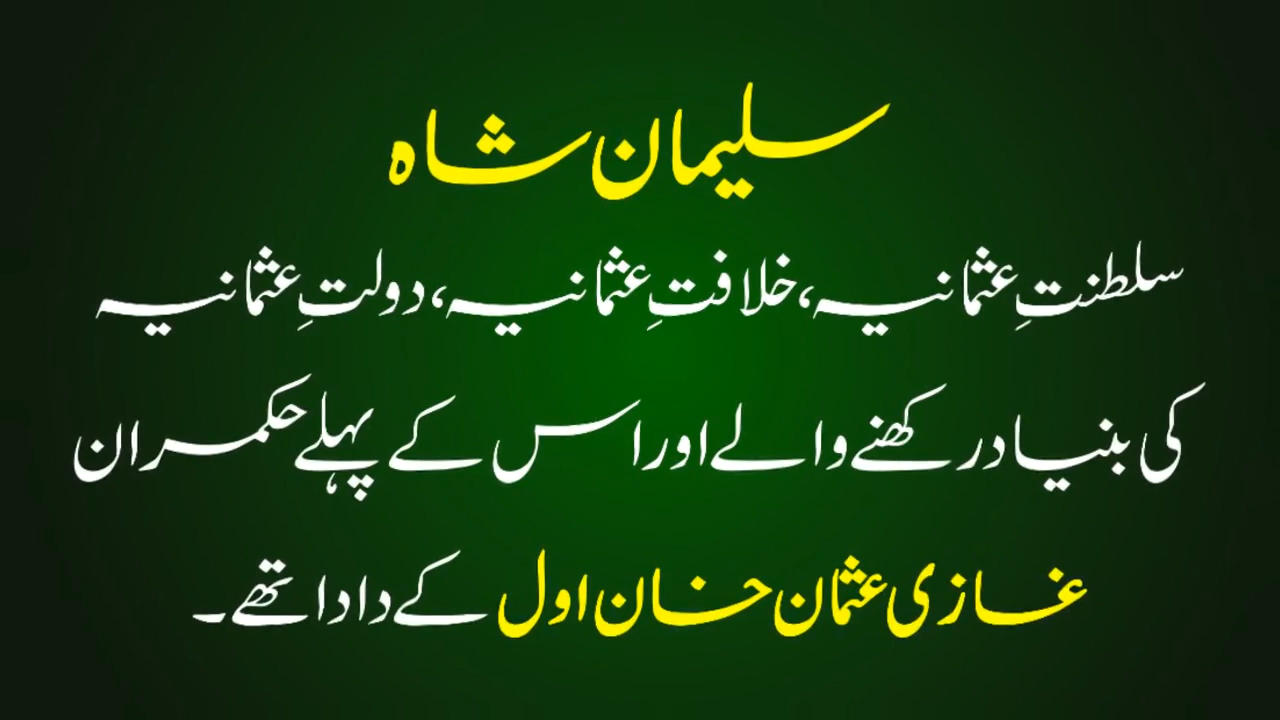 سلیمان شاہ
سلطنتِ عثمانیہ، خلافتِ عثمانیہ، دولتِ عثمانیہ
کی بنیاد رکھنے والے اور اس کے پہلے حکمران
غازی عثمان خان اول کے دادا تھے۔